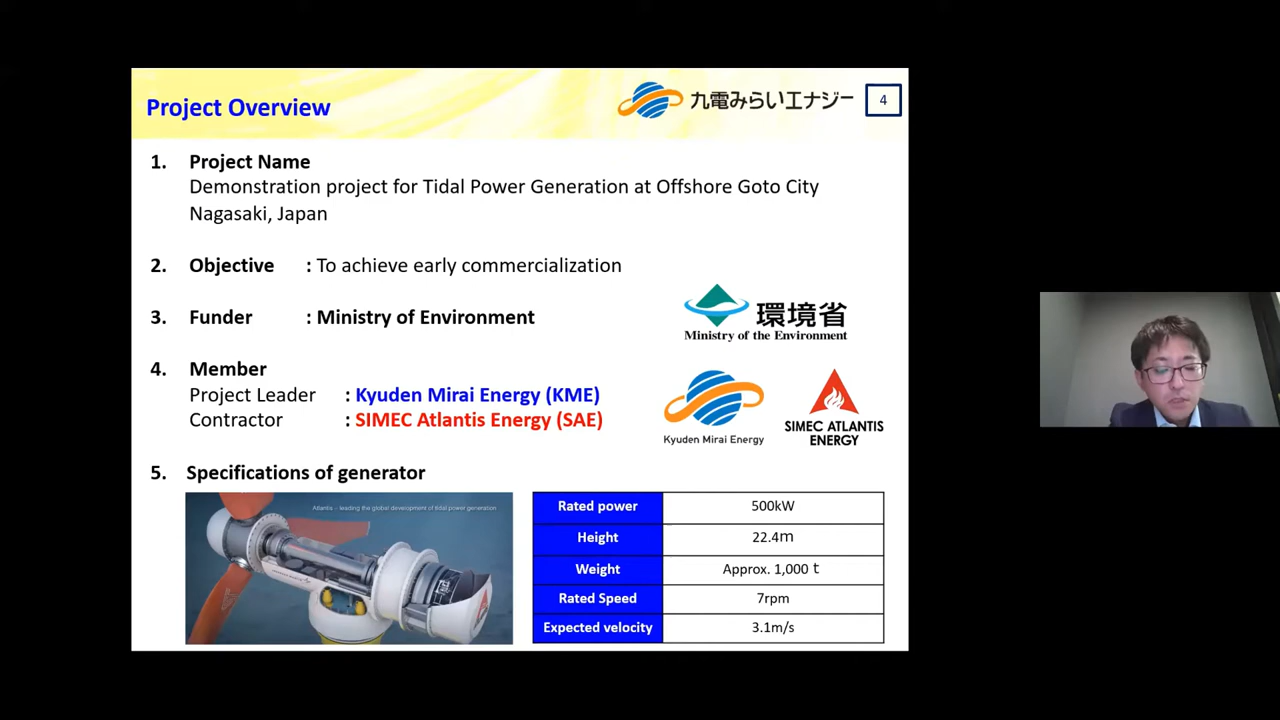 Project Overview
九電みらいエナジー
4
1. Project Name
Demonstration project for Tidal Power Generation at Offshore Goto City
Nagasaki, Japan
2. Objective : To achieve early commercialization
3. Funder : Ministry of Environment
環境省
Ministry of the Environment
4. Member
Project Leader : Kyuden Mirai Energy (KME)
Contractor : SIMEC Atlantis Energy (SAE)
Kyuden Mirai Energy
SIMEC ATLANTIS
ENERGY
5. Specifications of generator
Atlantis – leading the global development of tidal power generation
Rated power 500kW
Height 22.4m
Weight Approx. 1,000 t
Rated Speed 7rpm
Expected velocity 3.1m/s